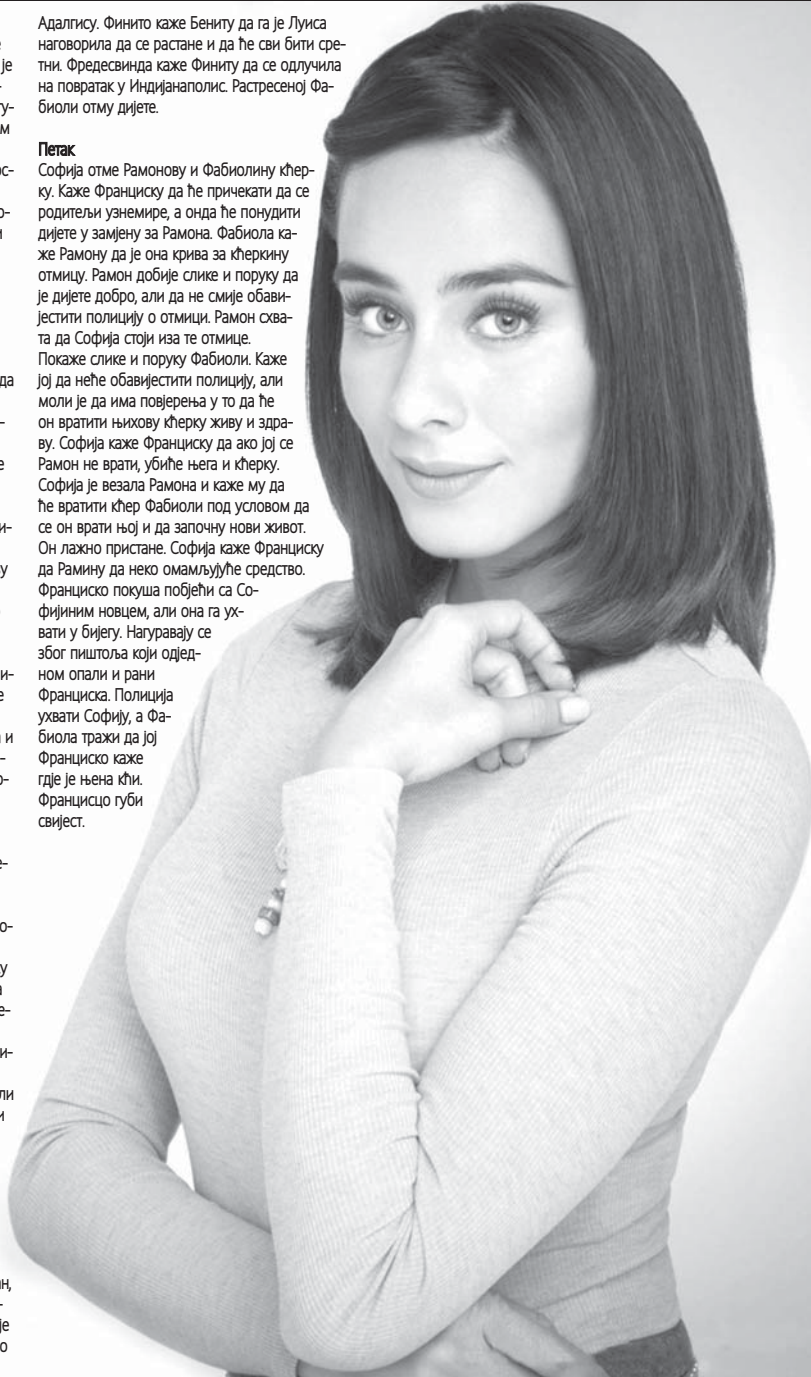 Адалгису. Финито каже Бениту да га је Луиса
наговорила да се растане и да ће сви бити сре-
тни. Фредесвинда каже Финиту да се одлучила
на повратак у Индијанаполис. Растресеној Фа-
биоли отму дијете.
Петак
Софија отме Рамонову и Фабиолину кћер-
ку. Каже Франциску да ће причекати да се
родитељи узнемире, а онда ће понудити
дијете у замјену за Рамона. Фабиола ка-
же Рамону да је она крива за кћеркину
отмицу. Рамон добије слике и поруку да
је дијете добро, али да не смије обави-
јестити полицију о отмици. Рамон схва-
та да Софија стоји иза те отмице.
Покаже слике и поруку Фабиоли. Каже
јој да неће обавијестити полицију, али
моли је да има повјерења у то да ће
он вратити њихову кћерку живу и здра-
ву. Софија каже Франциску да ако јој се
Рамон не врати, убиће њега и кћерку.
Софија је везала Рамона и каже му да
ће вратити кћер Фабиоли под условом да
се он врати њој и да започну нови живот.
Он лажно пристане. Софија каже Франциску
да Рамину да неко омамљујуће средство.
Франциско покуша побјећи са Со-
фијиним новцем, али она га ух-
вати у бијегу. Нагуравају се
због пиштоља који одјед-
ном опали и рани
Франциска. Полиција
ухвати Софију, а Фа-
биола тражи да јој
Франциско каже
гдје је њена кћи.
Францисцо губи
свијест.